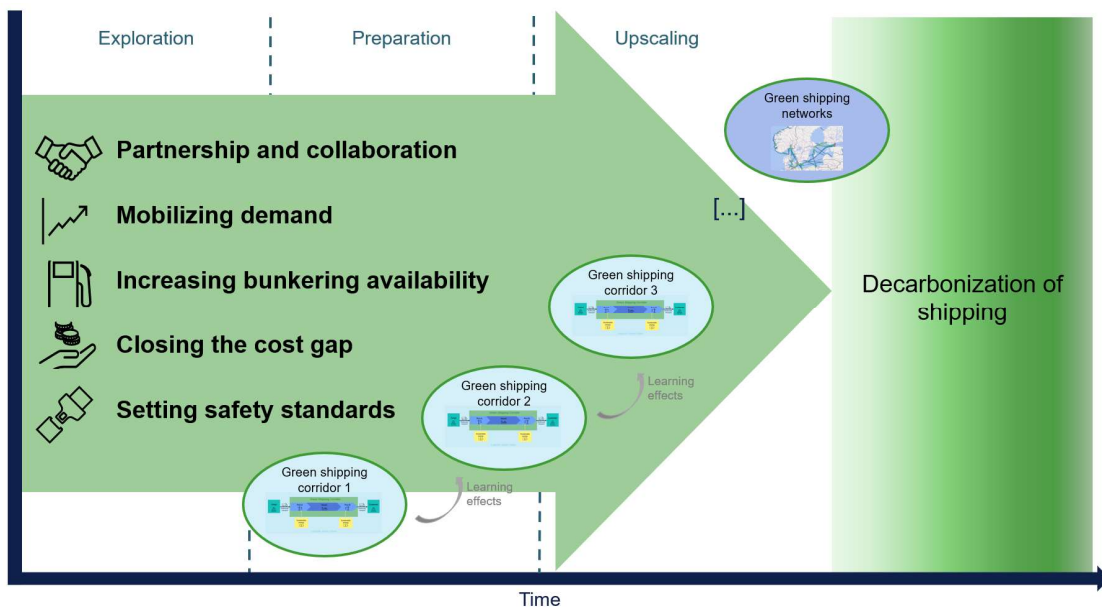 Exploration
Preparation
Upscaling
Green shipping
networks
Partnership and collaboration
Mobilizing demand
[...]
Increasing bunkering availability
Green shipping
corridor 3
Decarbonization of
shipping
Closing the cost gap
Learning
effects
Green shipping
corridor 2
Setting safety standards
Green shipping
corridor 1
Learning
effects
Time